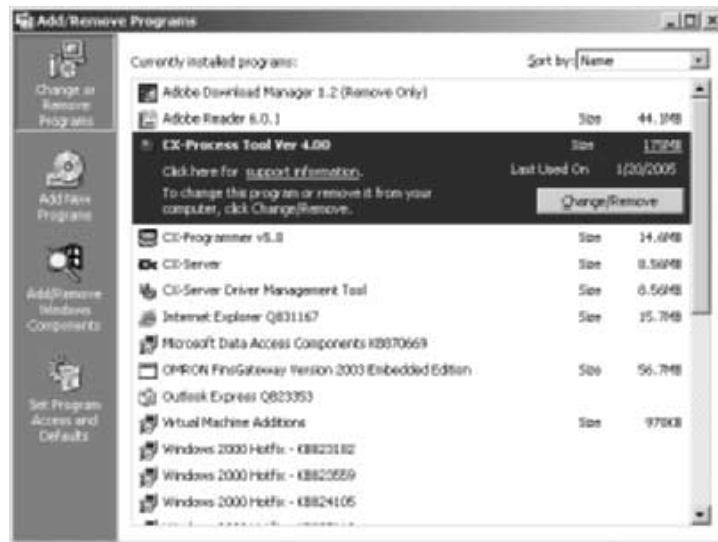 Add/Remove Programs
Change or
Remove
Programs
Add New
Programs
Add/Remove
Windows
Components
Set Program
Access and
Defaults
Currently installed programs:
Sort by: Name
Adobe Download Manager 1.2 (Remove Only)
Adobe Reader 6.0.1 Size 44.1MB
CX-Process Tool Ver 4.00 Size 175MB
Click here for support information. Last Used On 1/20/2005
To change this program or remove it from your
computer, click Change/Remove.
Change/Remove
CX-Programmer v5.0 Size 14.6MB
CX-Server Size 8.56MB
CX-Server Driver Management Tool Size 8.56MB
Internet Explorer Q831167 Size 15.7MB
Microsoft Data Access Components KB870669
OMRON FinsGateway Version 2003 Embedded Edition Size 56.7MB
Outlook Express Q823353
Virtual Machine Additions Size 970KB
Windows 2000 Hotfix - KB823182
Windows 2000 Hotfix - KB823559
Windows 2000 Hotfix - KB824105